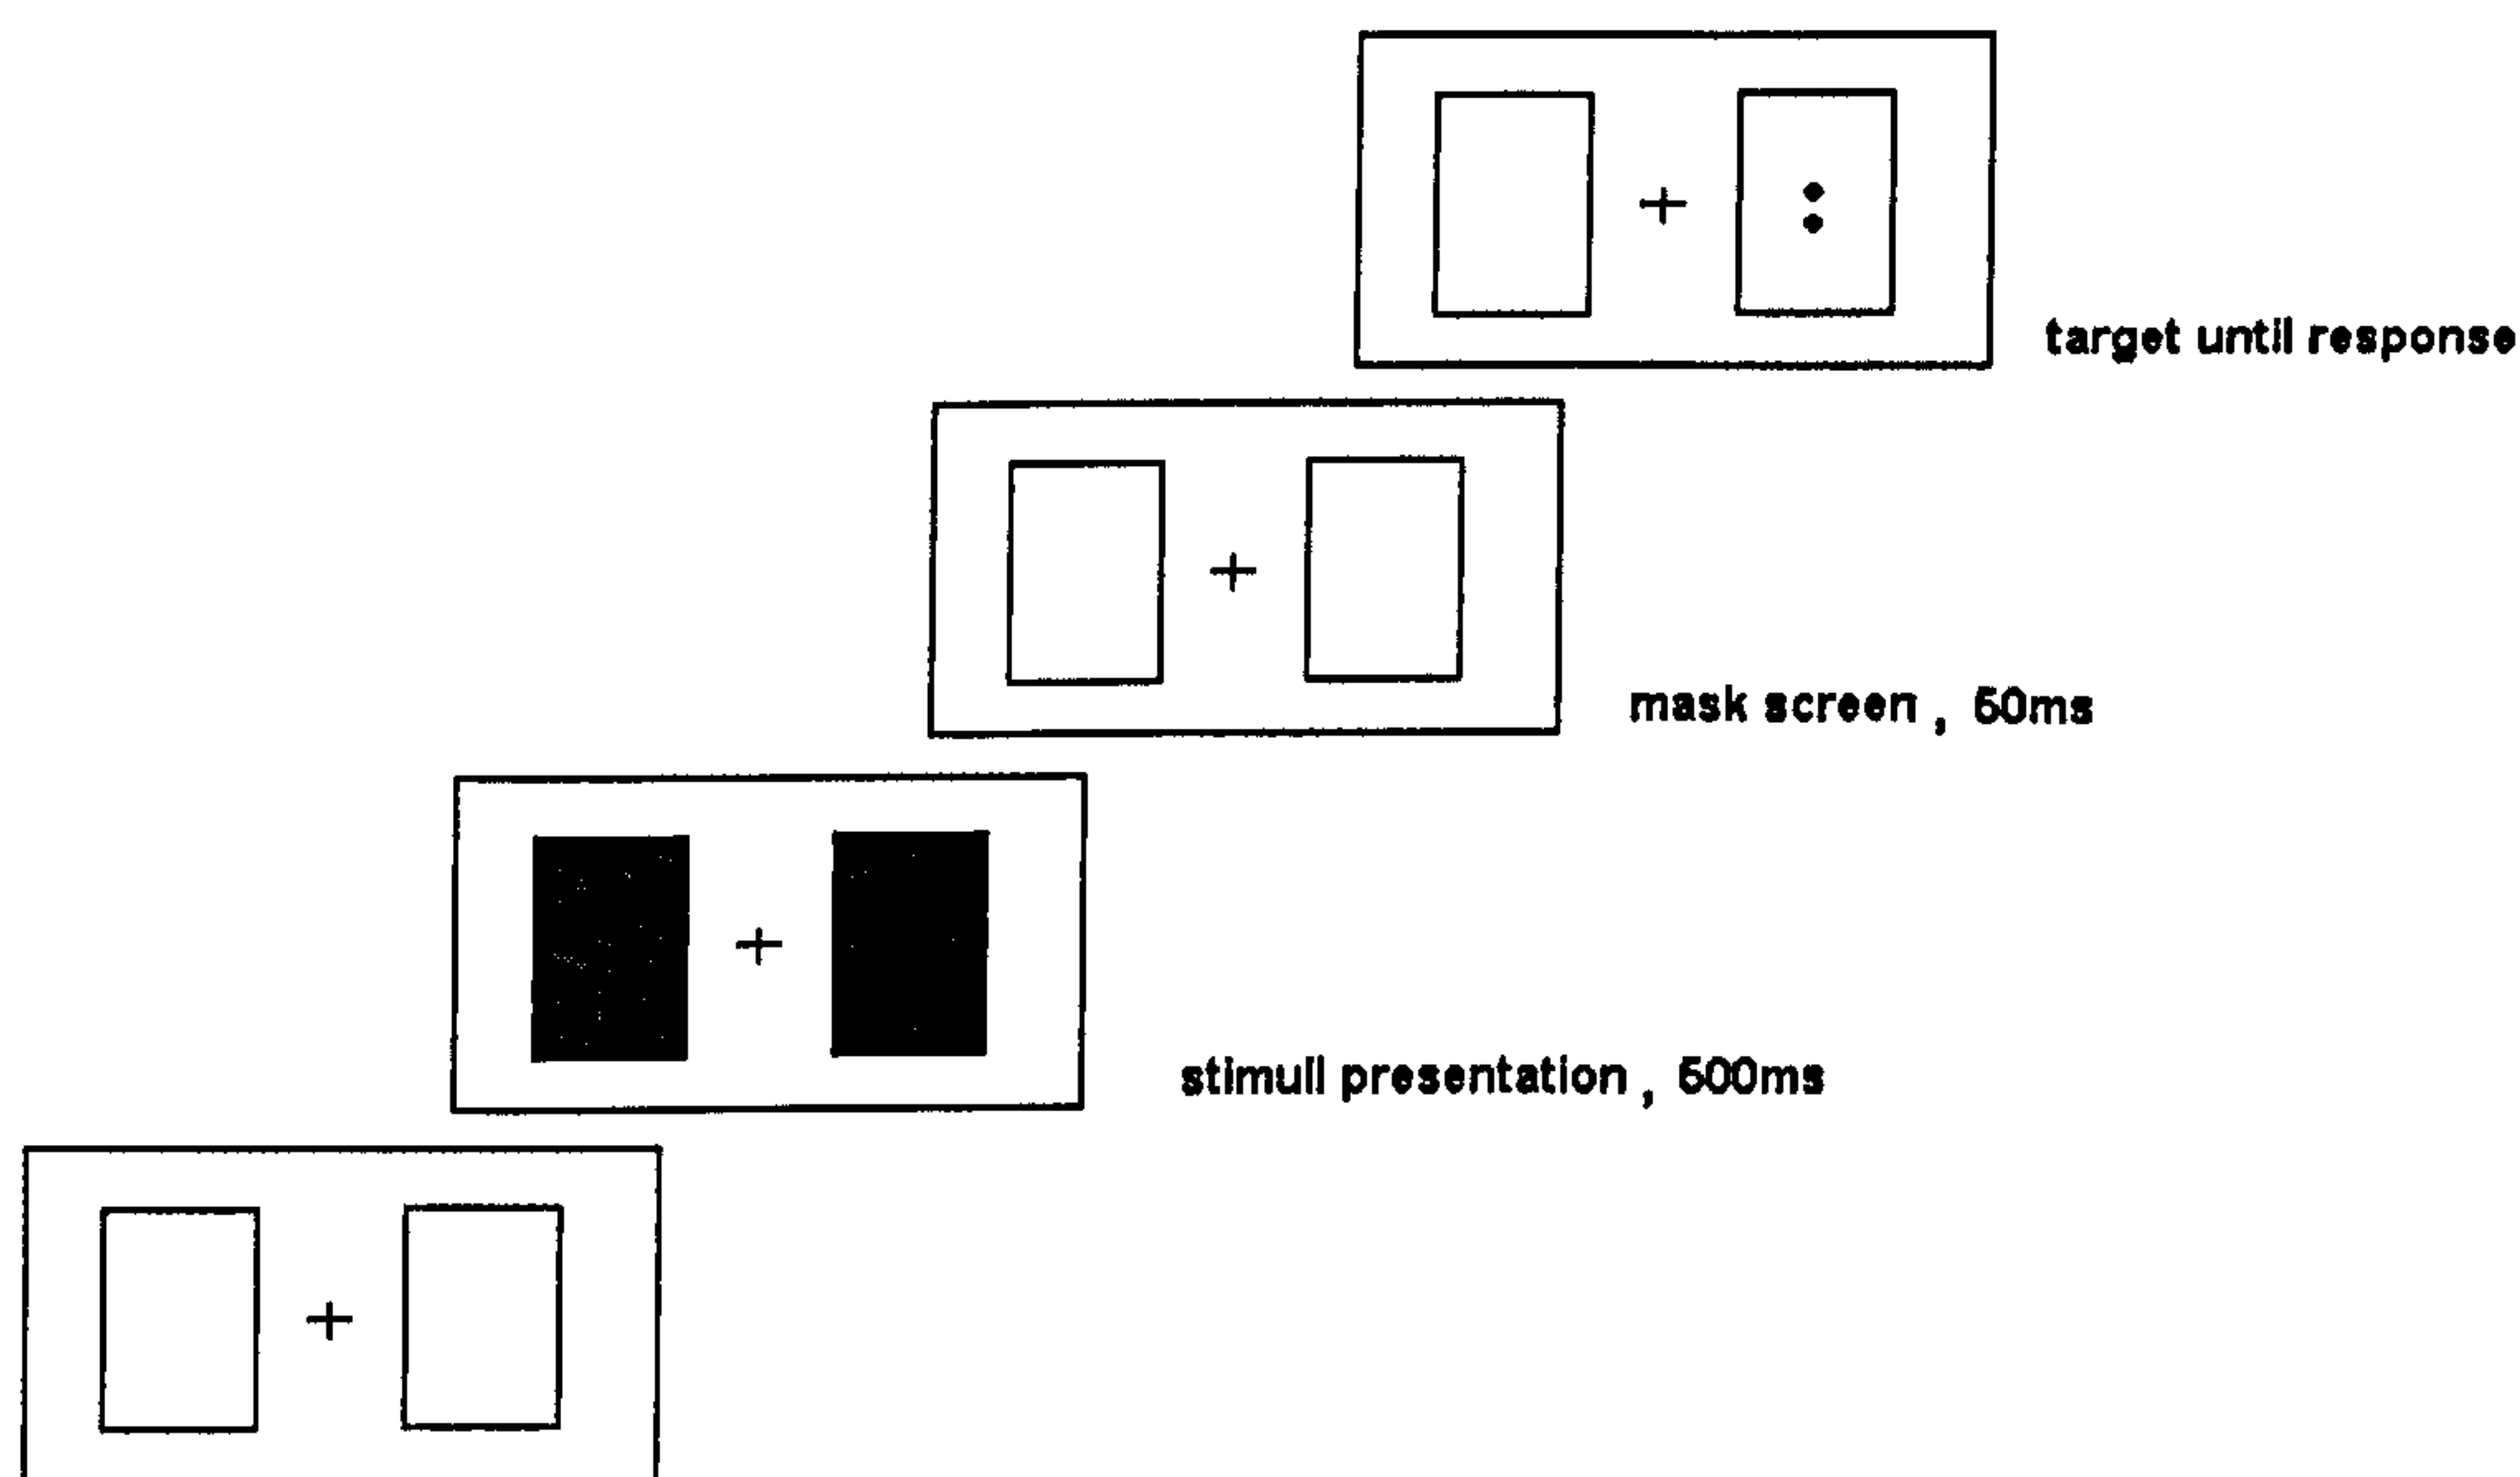 target until response
mask screen , 50ms
stimuli presentation , 500ms